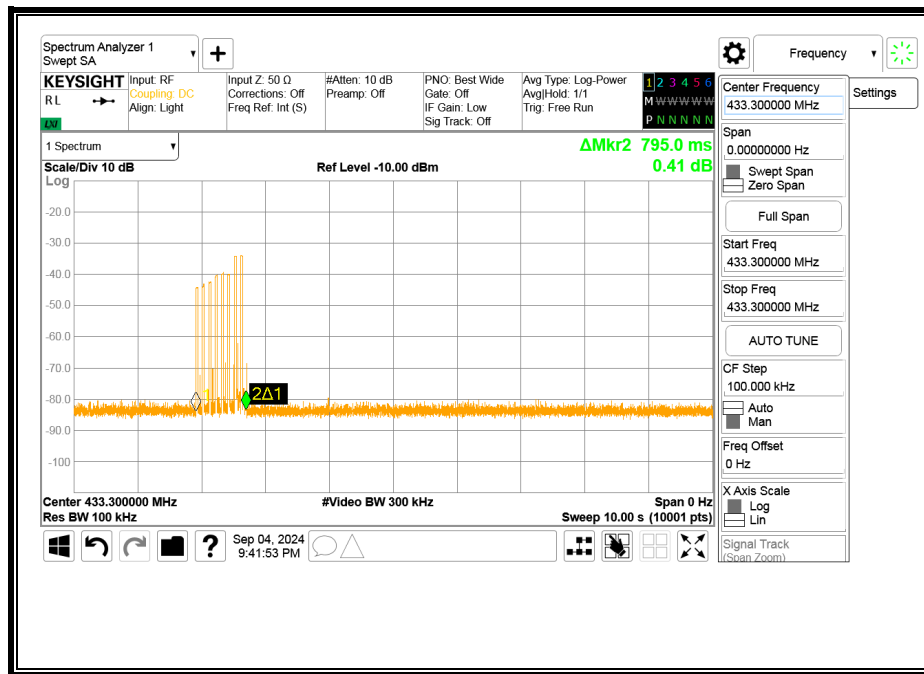 Spectrum Analyzer 1
Swept SA
KEYSIGHT
R L
LXI
Input: RF
Coupling: DC
Align: Light
Input Z: 50 Ω
Corrections: Off
Freq Ref: Int (S)
#Atten: 10 dB
Preamp: Off
PNO: Best Wide
Gate: Off
IF Gain: Low
Sig Track: Off
Avg Type: Log-Power
Avg|Hold: 1/1
Trig: Free Run
1 2 3 4 5 6
M W W W W W W
P N N N N N N
1 Spectrum
ΔMkr2 795.0 ms
0.41 dB
Scale/Div 10 dB
Ref Level -10.00 dBm
Log
-20.0
-30.0
-40.0
-50.0
-60.0
-70.0
-80.0
-90.0
-100
2Δ1
Center 433.300000 MHz
#Video BW 300 kHz
Span 0 Hz
Res BW 100 kHz
Sweep 10.00 s (10001 pts)
?
Sep 04, 2024
9:41:53 PM
Frequency
Settings
Center Frequency
433.300000 MHz
Span
0.00000000 Hz
Swept Span
Zero Span
Full Span
Start Freq
433.300000 MHz
Stop Freq
433.300000 MHz
AUTO TUNE
CF Step
100.000 kHz
Auto
Man
Freq Offset
0 Hz
X Axis Scale
Log
Lin
Signal Track
(Span Zoom)